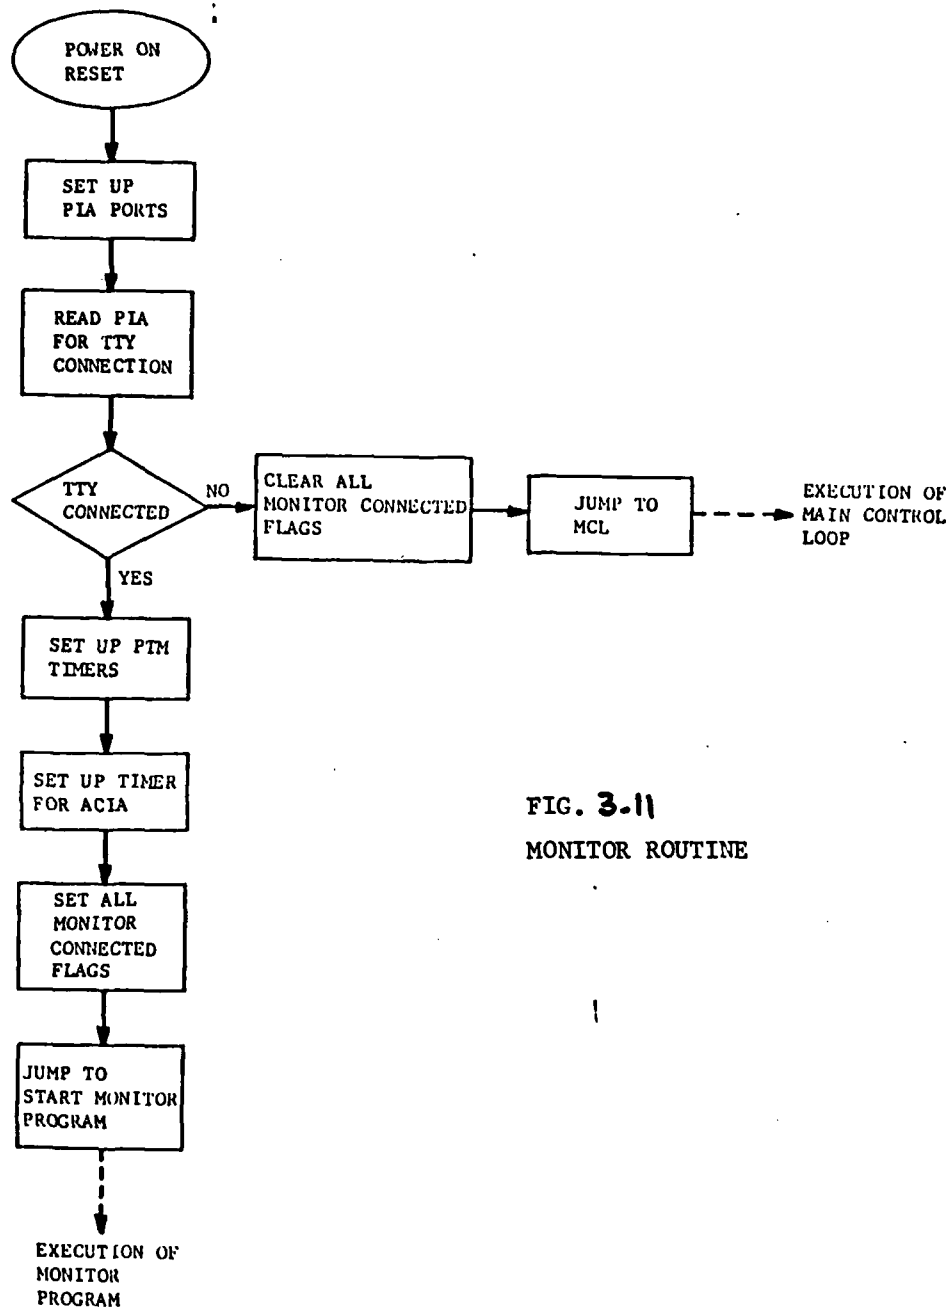 POWER ON
RESET
SET UP
PIA PORTS
READ PIA
FOR TTY
CONNECTION
TTY
CONNECTED
NO
CLEAR ALL
MONITOR CONNECTED
FLAGS
JUMP TO
MCL
EXECUTION OF
MAIN CONTROL
LOOP
YES
SET UP PTM
TIMERS
SET UP TIMER
FOR ACIA
SET ALL
MONITOR
CONNECTED
FLAGS
JUMP TO
START MONITOR
PROGRAM
EXECUTION OF
MONITOR
PROGRAM
FIG. 3-11
MONITOR ROUTINE